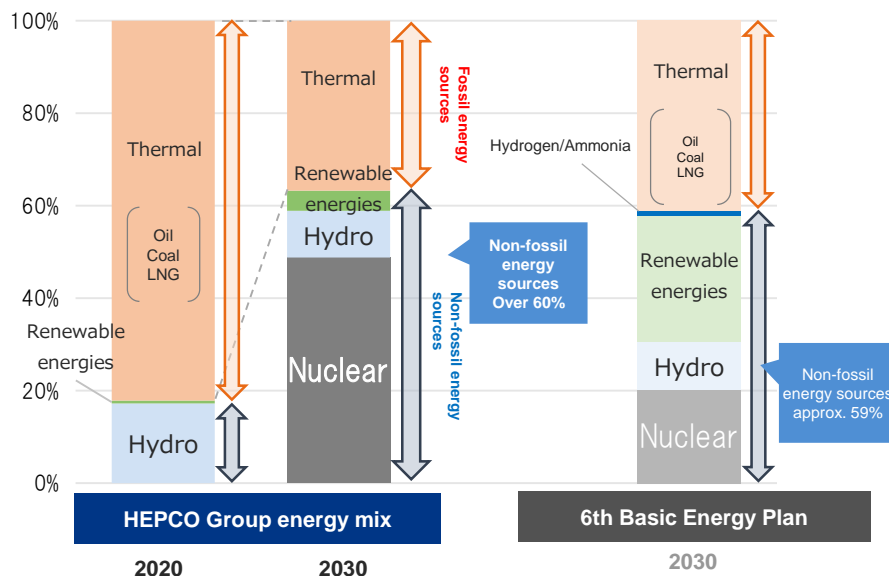 100%
80%
60%
40%
20%
0%
Thermal
Oil
Coal
LNG
Renewable
energies
Hydro
Thermal
Renewable
energies
Hydro
Nuclear
Fossil energy
sources
Non-fossil energy
sources
Non-fossil
energy
sources
Over 60%
Thermal
Oil
Coal
LNG
Hydrogen/Ammonia
Renewable
energies
Hydro
Nuclear
Non-fossil
energy sources
approx. 59%
HEPCO Group energy mix
6th Basic Energy Plan
2020
2030
2030